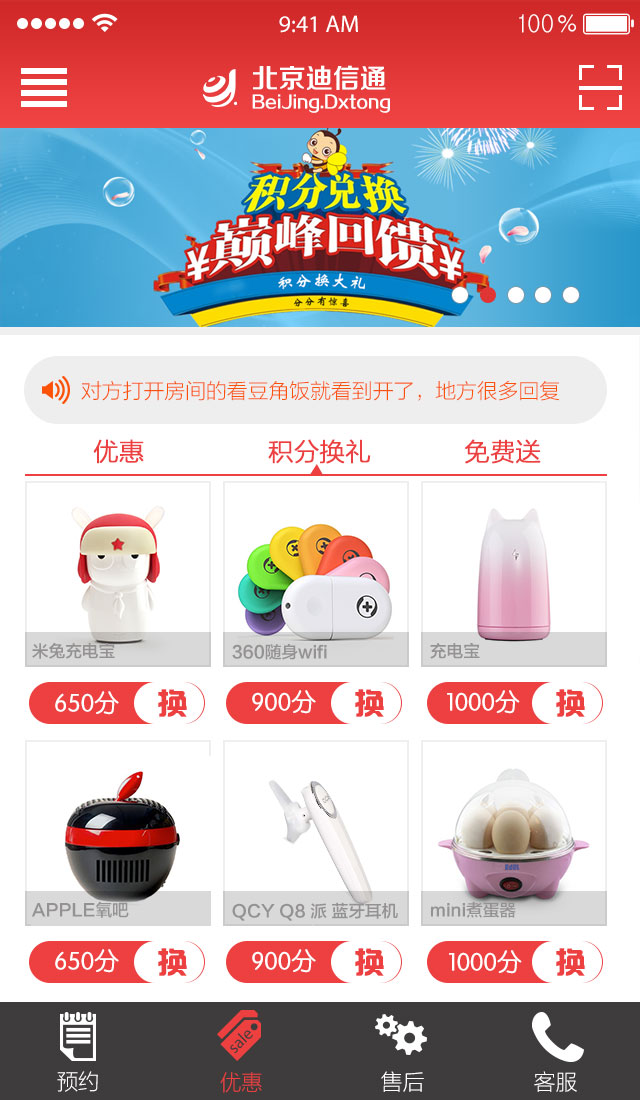 9:41 AM
100%
北京迪信通
BeiJing.Dxtong
积分兑换
¥巅峰回馈¥
积分换大礼
分分有惊喜
对方打开房间的看豆角饭就看到开了，地方很多回复
优惠
积分换礼
免费送
米兔充电宝
360随身wifi
充电宝
650分 换
900分 换
1000分 换
APPLE氧吧
QCY Q8 派 蓝牙耳机
mini煮蛋器
650分 换
900分 换
1000分 换
sale
预约
优惠
售后
客服